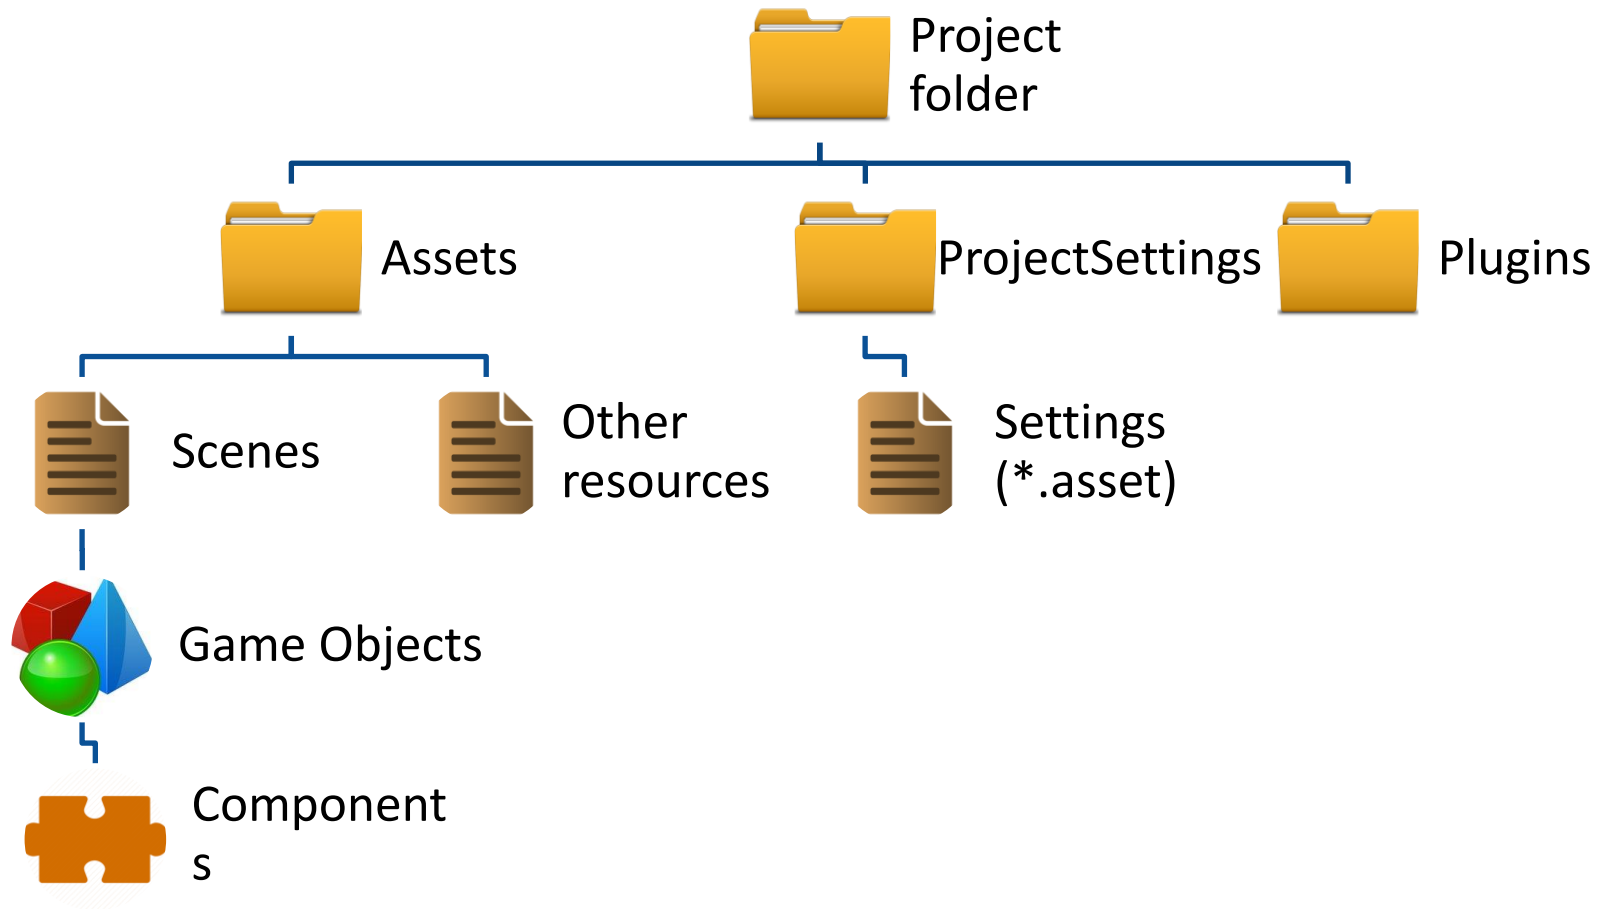 Project
folder
Assets
ProjectSettings
Plugins
Scenes
Other
resources
Settings
(*.asset)
Game Objects
Component
s